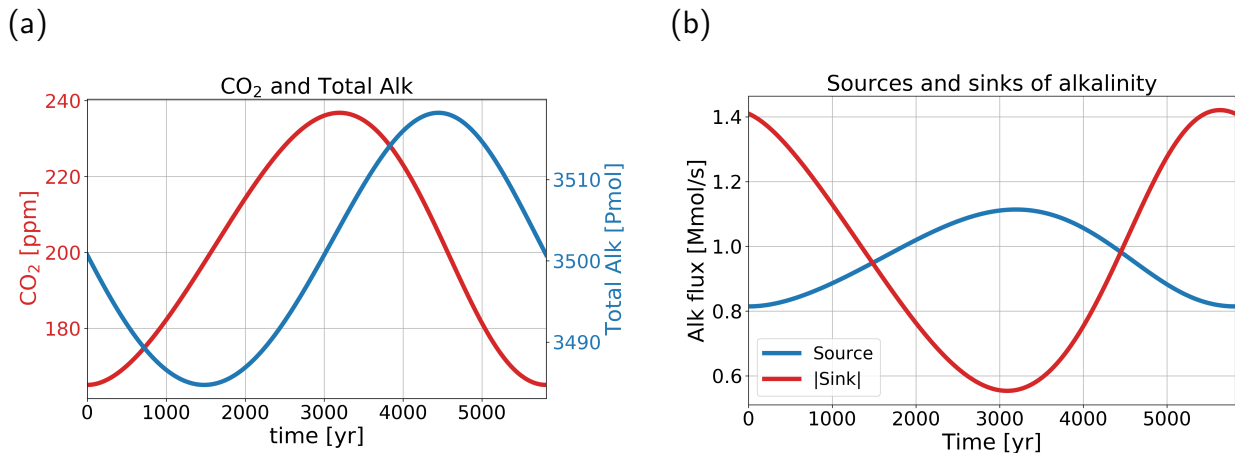 (a)
CO₂ and Total Alk
240
220
200
180
CO₂ [ppm]
3510
3500
3490
Total Alk [Pmol]
0 1000 2000 3000 4000 5000
time [yr]
(b)
Sources and sinks of alkalinity
1.4
1.2
1.0
0.8
0.6
Alk flux [Mmol/s]
Source
|Sink|
0 1000 2000 3000 4000 5000
Time [yr]